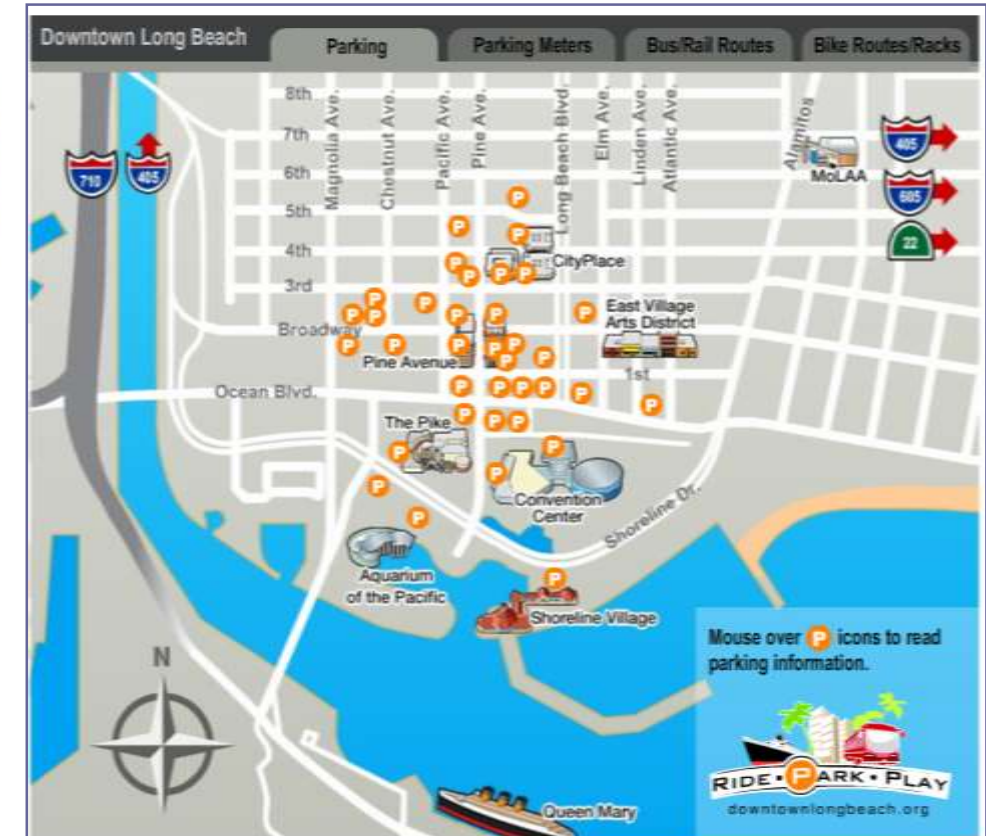 Downtown Long Beach
Parking
Parking Meters
Bus/Rail Routes
Bike Routes/Racks
8th
7th
6th
5th
4th
3rd
Broadway
1st
Ocean Blvd.
Magnolia Ave.
Chestnut Ave.
Pacific Ave.
Pine Ave.
Long Beach Blvd.
Elm Ave.
Linden Ave.
Atlantic Ave.
Alamitos
710
405
MoLAA
405
605
22
CityPlace
East Village
Arts District
Pine Avenue
The Pike
Convention
Center
Shoreline Dr.
Aquarium
of the Pacific
Shoreline Village
N
Queen Mary
Mouse over P icons to read
parking information.
RIDE • PARK • PLAY
downtownlongbeach.org